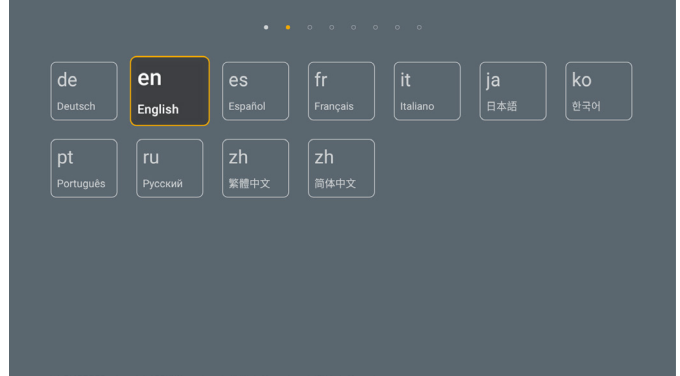 de
Deutsch
en
English
es
Español
fr
Français
it
Italiano
ja
日本語
ko
한국어
pt
Português
ru
Русский
zh
繁體中文
zh
简体中文